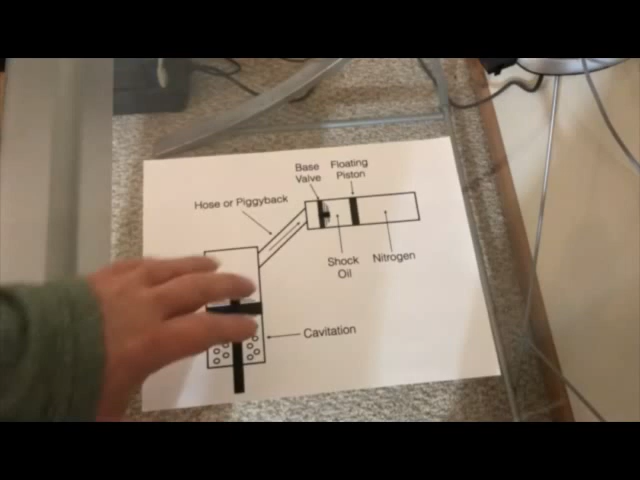 Base
Valve
Floating
Piston
Hose or Piggyback
Shock
Oil
Nitrogen
Cavitation